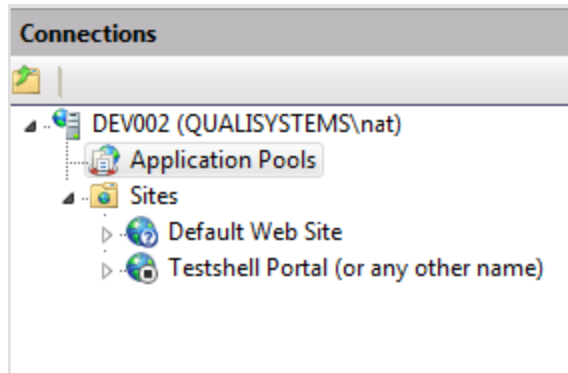 Connections
DEV002 (QUALISYSTEMS\nat)
Application Pools
Sites
Default Web Site
Testshell Portal (or any other name)